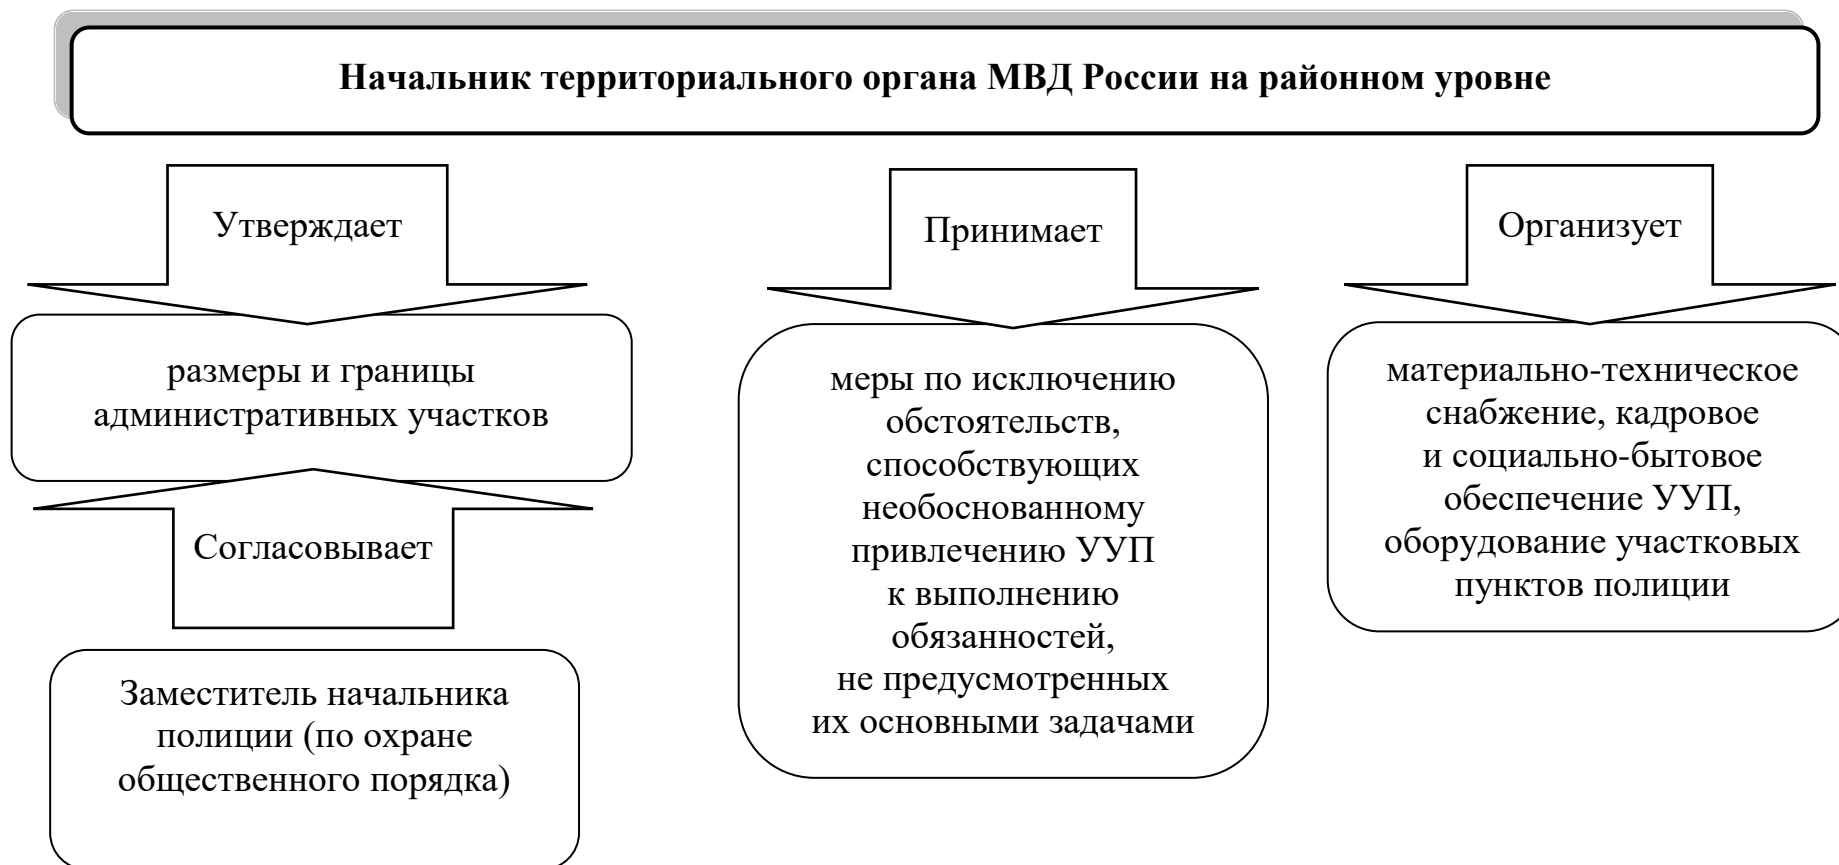 Начальник территориального органа МВД России на районном уровне
Утверждает
размеры и границы
административных участков
Согласовывает
Заместитель начальника
полиции (по охране
общественного порядка)
Принимает
меры по исключению
обстоятельств,
способствующих
необоснованному
привлечению УУП
к выполнению
обязанностей,
не предусмотренных
их основными задачами
Организует
материально-техническое
снабжение, кадровое
и социально-бытовое
обеспечение УУП,
оборудование участковых
пунктов полиции